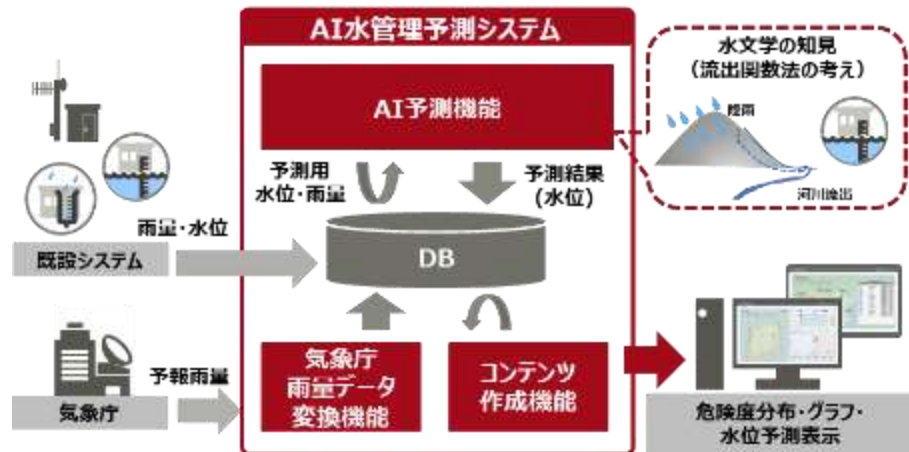 AI水管理予測システム
水文学の知見
（流出関数法の考え）
降雨
河川流出
AI予測機能
予測用
水位・雨量
予測結果
(水位)
雨量・水位
既設システム
DB
予報雨量
気象庁
気象庁
雨量データ
変換機能
コンテンツ
作成機能
危険度分布・グラフ・
水位予測表示